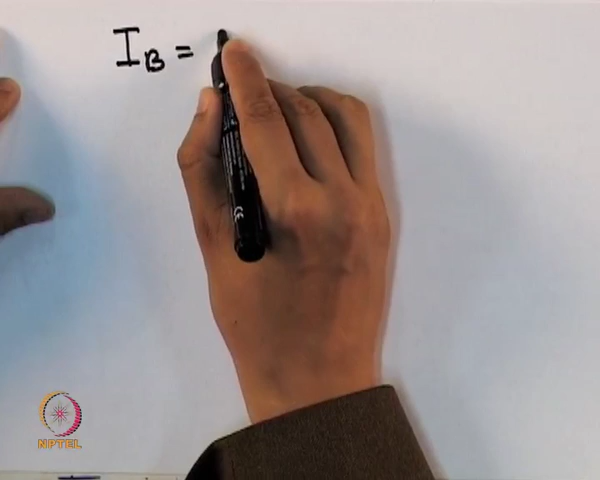 I_B =
NPTEL